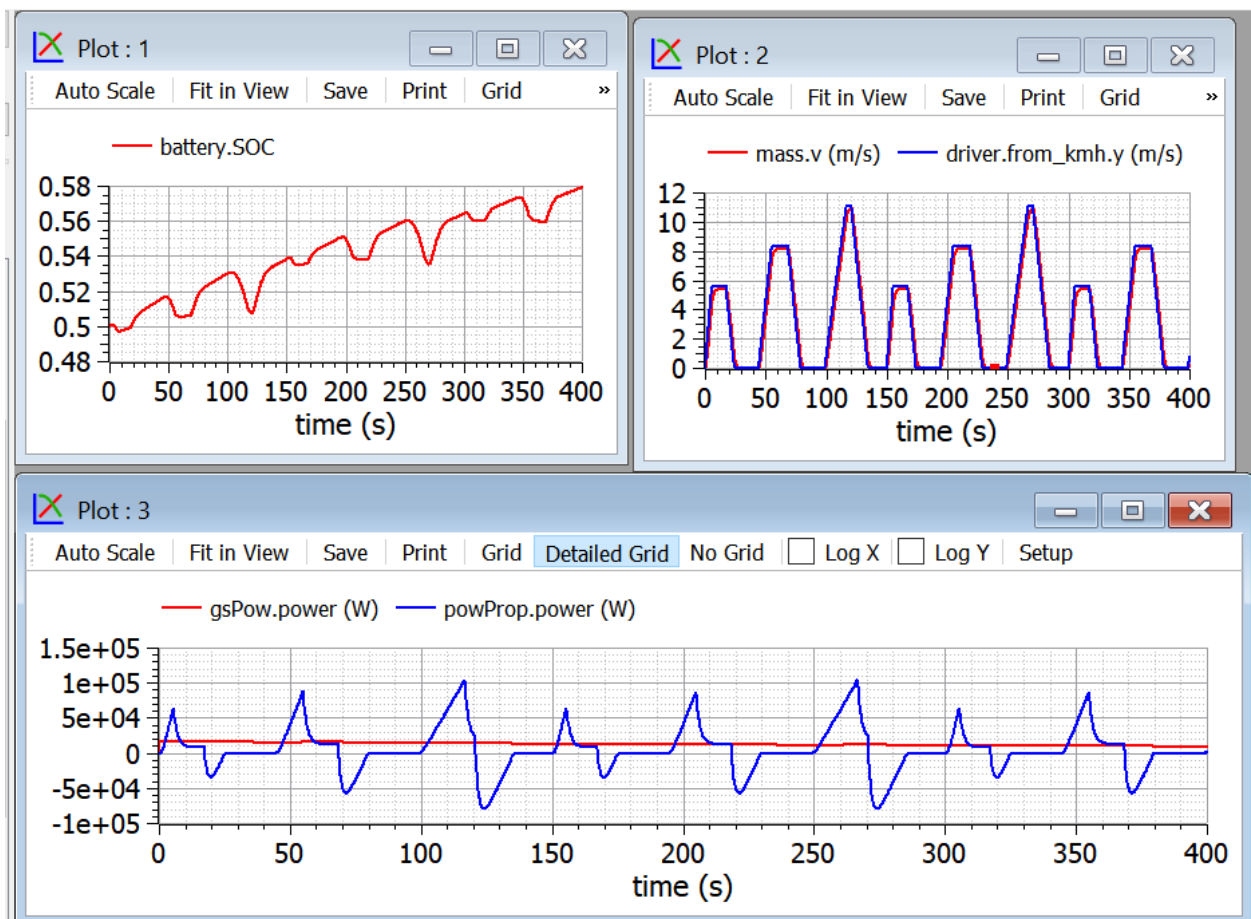 Plot : 1
Auto Scale Fit in View Save Print Grid »
battery.SOC
0.58
0.56
0.54
0.52
0.5
0.48
0 50 100 150 200 250 300 350 400
time (s)
Plot : 2
Auto Scale Fit in View Save Print Grid »
mass.v (m/s) driver.from_kmh.y (m/s)
12
10
8
6
4
2
0
0 50 100 150 200 250 300 350 400
time (s)
Plot : 3
Auto Scale Fit in View Save Print Grid Detailed Grid No Grid Log X Log Y Setup
gsPow.power (W) powProp.power (W)
1.5e+05
1e+05
5e+04
0
-5e+04
-1e+05
0 50 100 150 200 250 300 350 400
time (s)